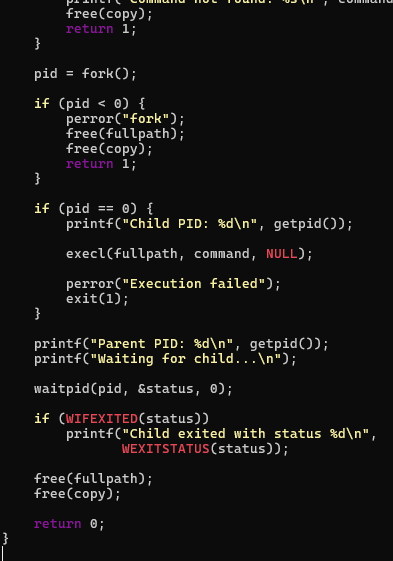 printf("Command not found: %s\n", command
free(copy);
return 1;
}
pid = fork();
if (pid < 0) {
perror("fork");
free(fullpath);
free(copy);
return 1;
}
if (pid == 0) {
printf("Child PID: %d\n", getpid());
execl(fullpath, command, NULL);
perror("Execution failed");
exit(1);
}
printf("Parent PID: %d\n", getpid());
printf("Waiting for child...\n");
waitpid(pid, &status, 0);
if (WIFEXITED(status))
printf("Child exited with status %d\n",
WEXITSTATUS(status));
free(fullpath);
free(copy);
return 0;
}